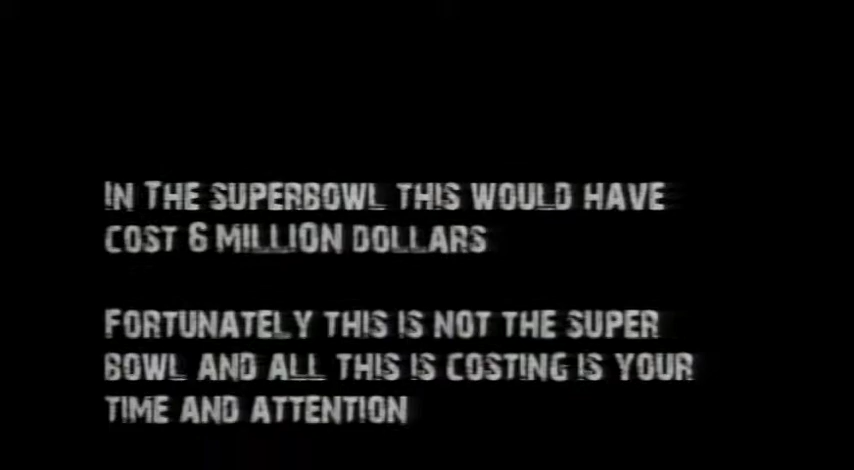 In The superbowl this would have
cost 6 million dollars
Fortunately this is not the super
bowl and all this is costing is your
time and attention